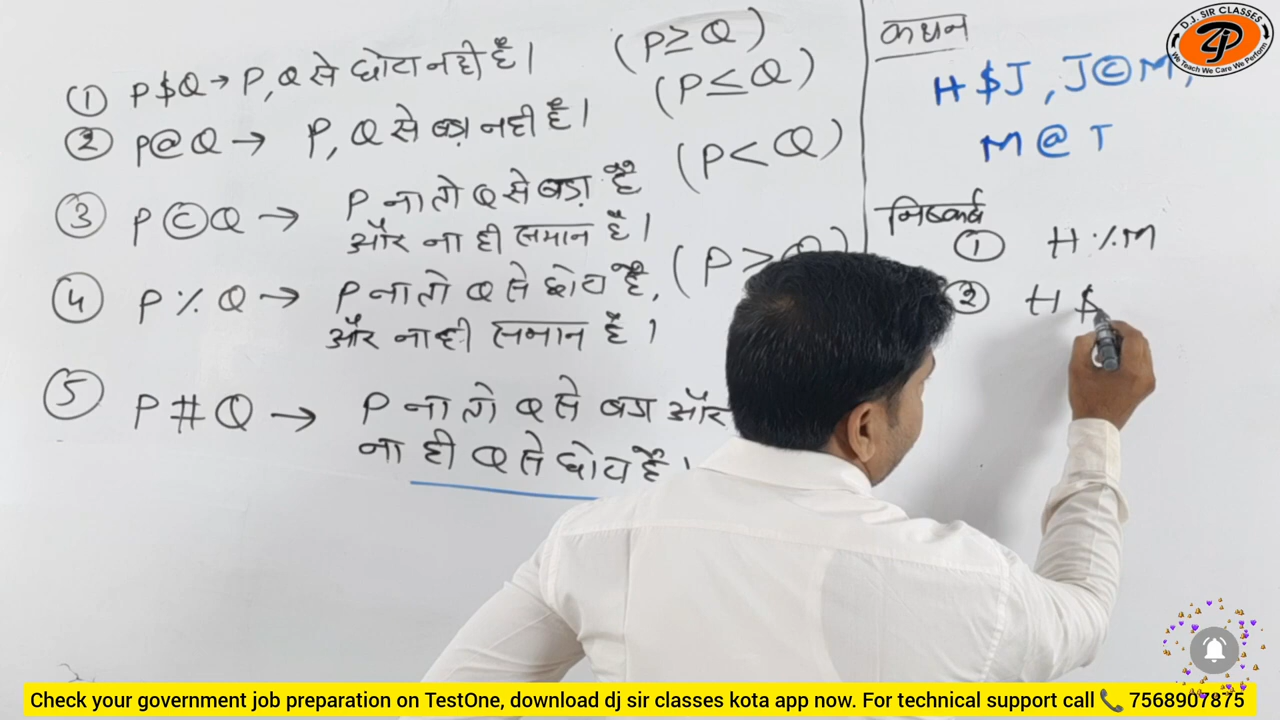 ① P$Q → P, Q से छोटा नही है। (P ≥ Q)
② P@Q → P, Q से बड़ा नही है। (P ≤ Q)
③ P©Q → P ना तो Q से बड़ा है (P < Q)
और ना ही समान है।
④ P % Q → P ना तो Q से छोटा है, (P > Q)
और ना ही समान है।
⑤ P # Q → P ना तो Q से बड़ा और
ना ही Q से छोटा है।
कथन
H $ J, J © M,
M @ T
निष्कर्ष
① H % M
② H $
D.J. SIR CLASSES
We Teach We Care We Perform
Check your government job preparation on TestOne, download dj sir classes kota app now. For technical support call 📞 7568907875